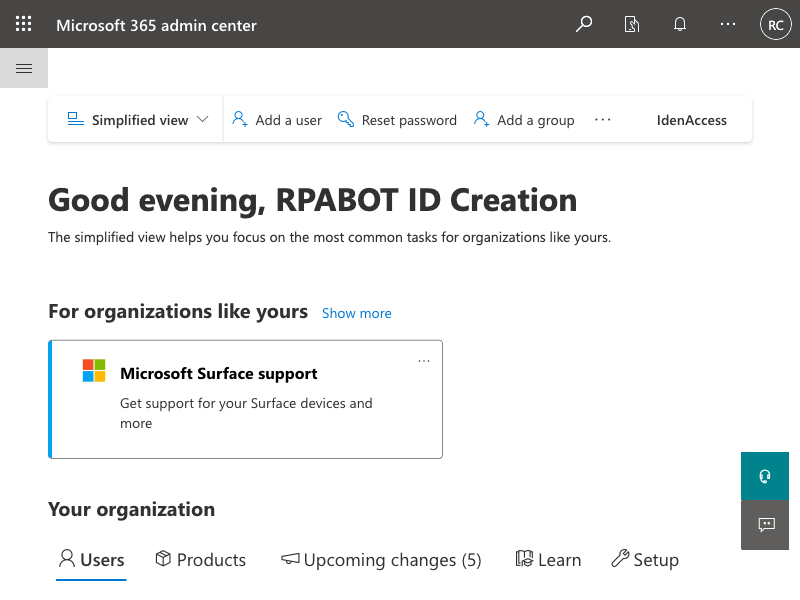 Microsoft 365 admin center
RC
Simplified view
Add a user
Reset password
Add a group
IdenAccess
Good evening, RPABOT ID Creation
The simplified view helps you focus on the most common tasks for organizations like yours.
For organizations like yours Show more
Microsoft Surface support
Get support for your Surface devices and
more
Your organization
Users
Products
Upcoming changes (5)
Learn
Setup